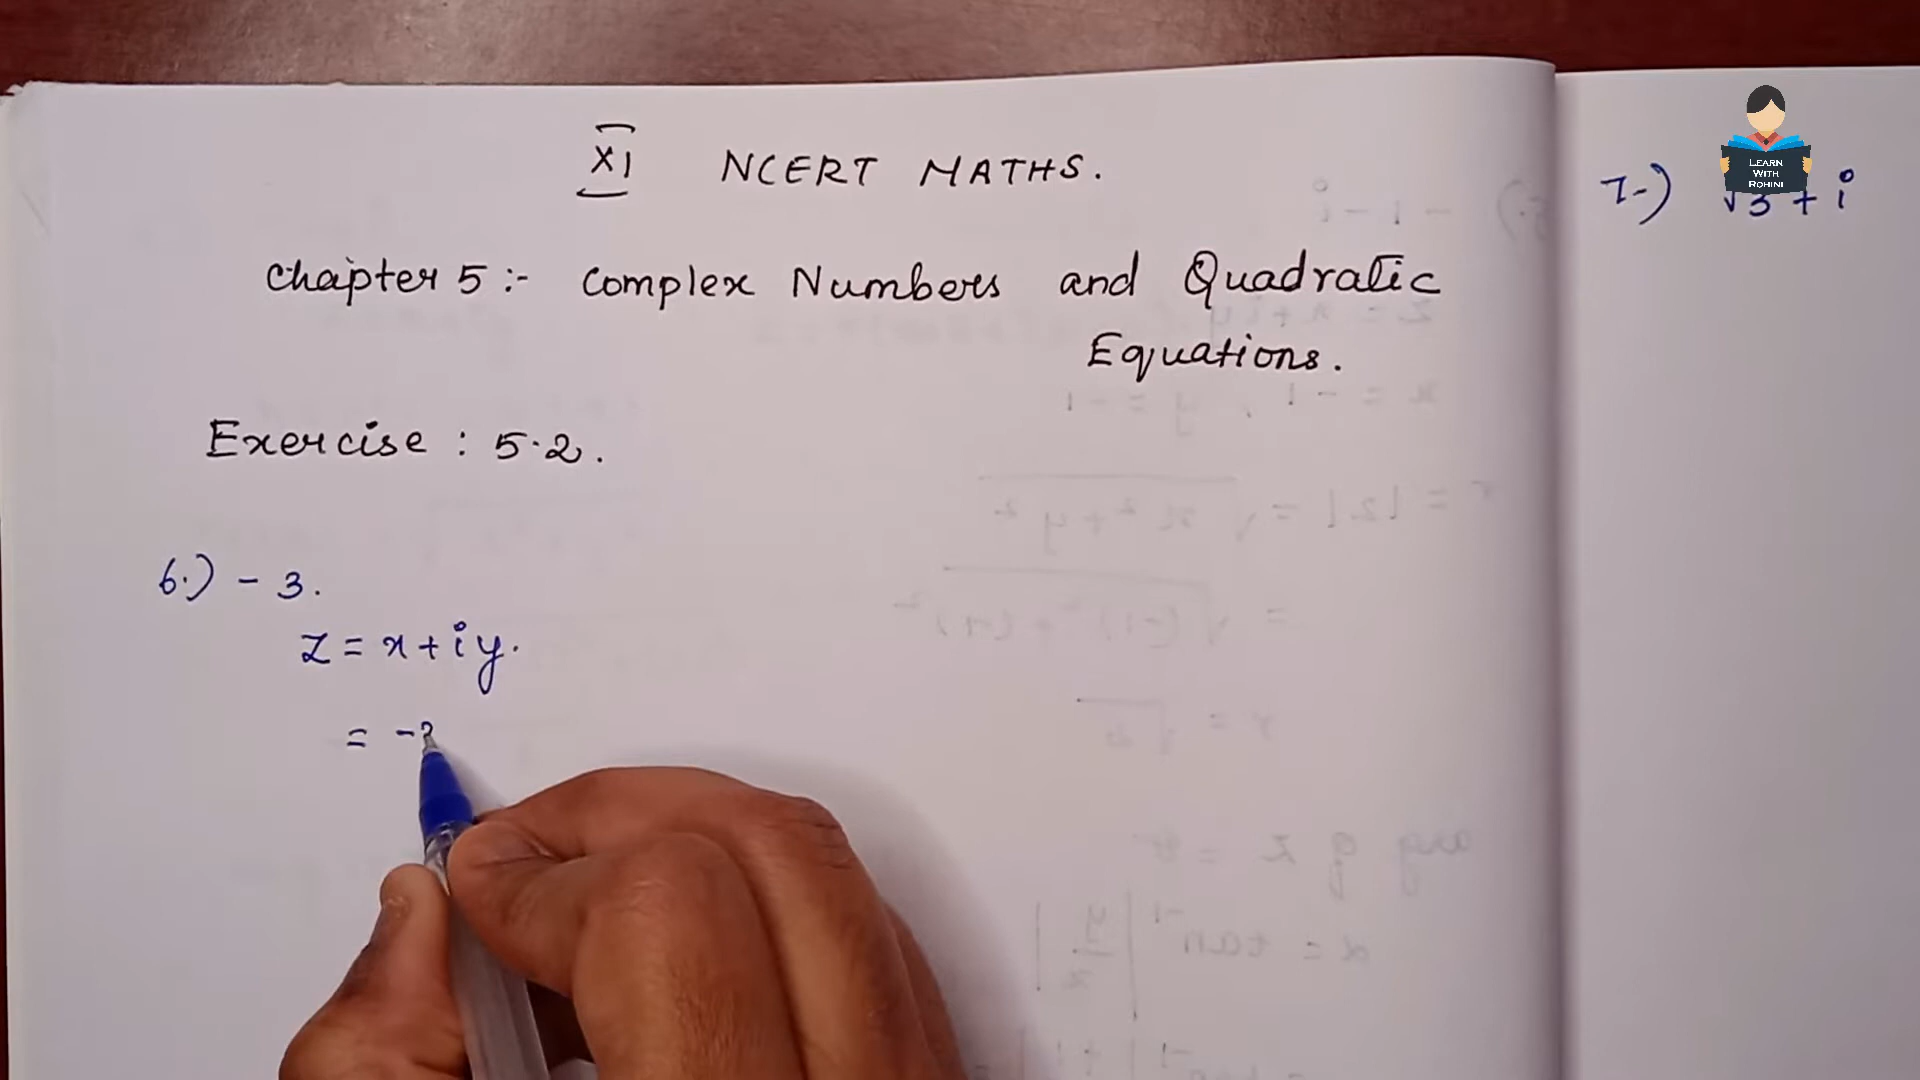 XI NCERT MATHS.
Chapter 5 :- Complex Numbers and Quadratic
Equations.
Exercise : 5.2.
6.) - 3.
z = x + i y.
= -3
7.) √3 + i
LEARN
WITH
ROHINI